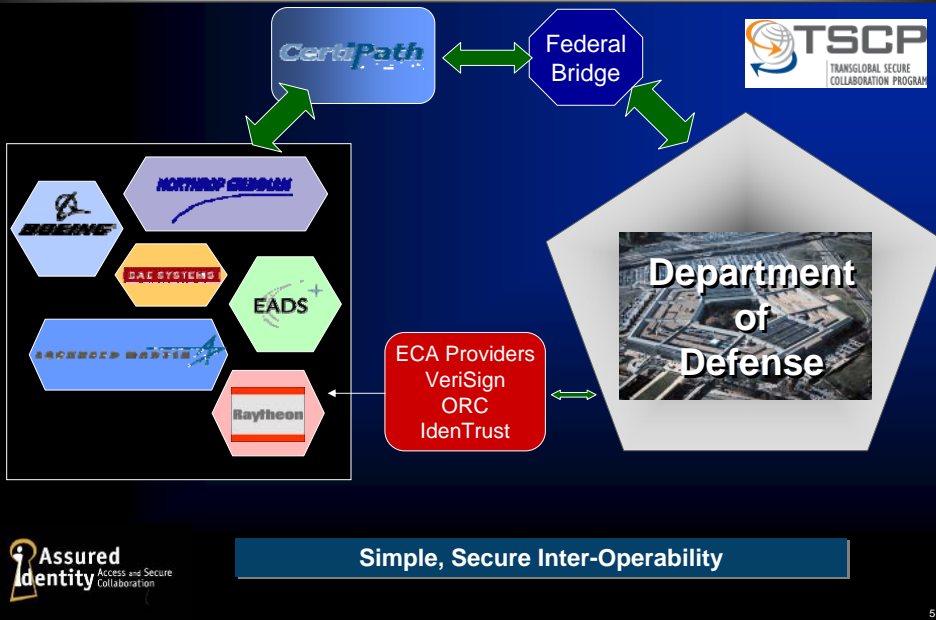 CertiPath
Federal
Bridge
TSCP
TRANSGLOBAL SECURE
COLLABORATION PROGRAM
NORTHROP GRUMMAN
BOEING
BAE SYSTEMS
EADS
LOCKHEED MARTIN
Raytheon
ECA Providers
VeriSign
ORC
IdenTrust
Department
of
Defense
Assured
identity Access and Secure
Collaboration
Simple, Secure Inter-Operability
5